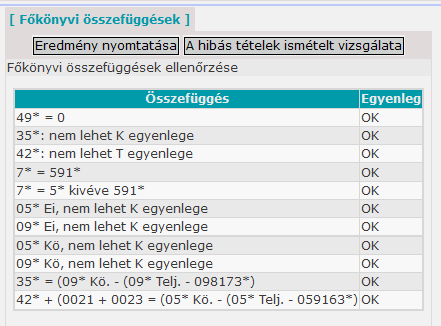 [ Főkönyvi összefüggések ]
Eredmény nyomtatása A hibás tételek ismételt vizsgálata
Főkönyvi összefüggések ellenőrzése
Összefüggés Egyenleg
49* = 0 OK
35*: nem lehet K egyenlege OK
42*: nem lehet T egyenlege OK
7* = 591* OK
7* = 5* kivéve 591* OK
05* Ei, nem lehet K egyenlege OK
09* Ei, nem lehet K egyenlege OK
05* Kö, nem lehet K egyenlege OK
09* Kö, nem lehet K egyenlege OK
35* = (09* Kö. - (09* Telj. - 098173*) OK
42* + (0021 + 0023 = (05* Kö. - (05* Telj. - 059163*) OK